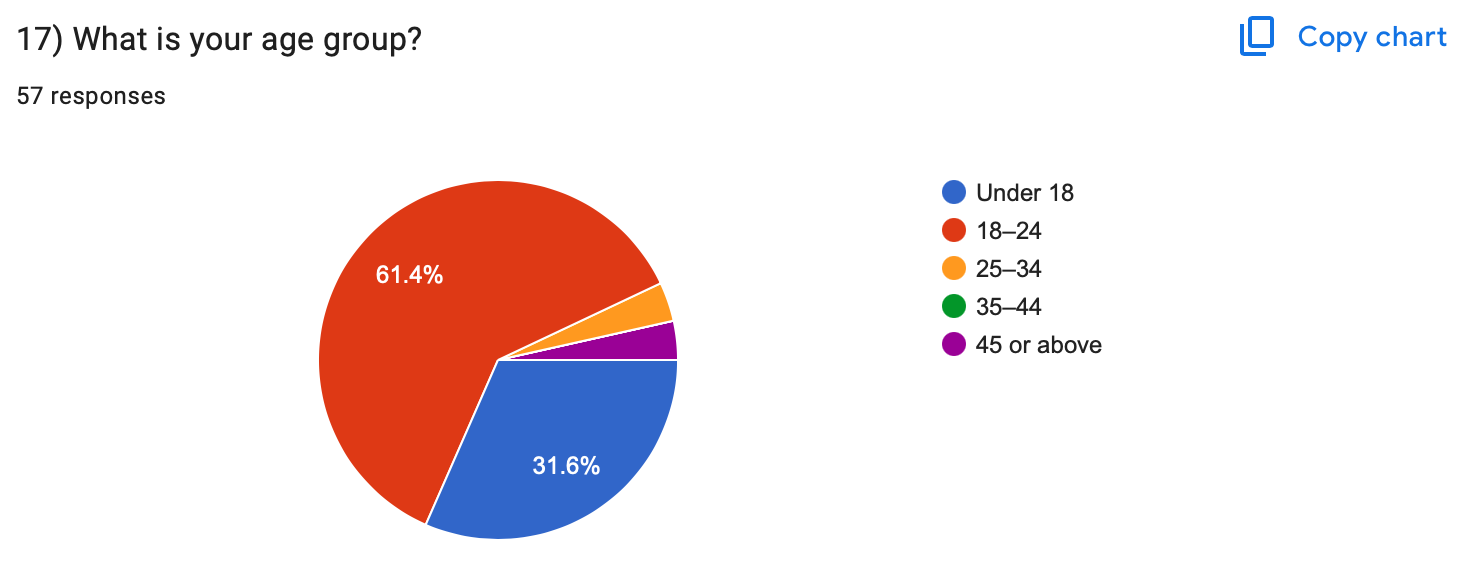 17) What is your age group?
Copy chart
57 responses
61.4%
31.6%
Under 18
18–24
25–34
35–44
45 or above